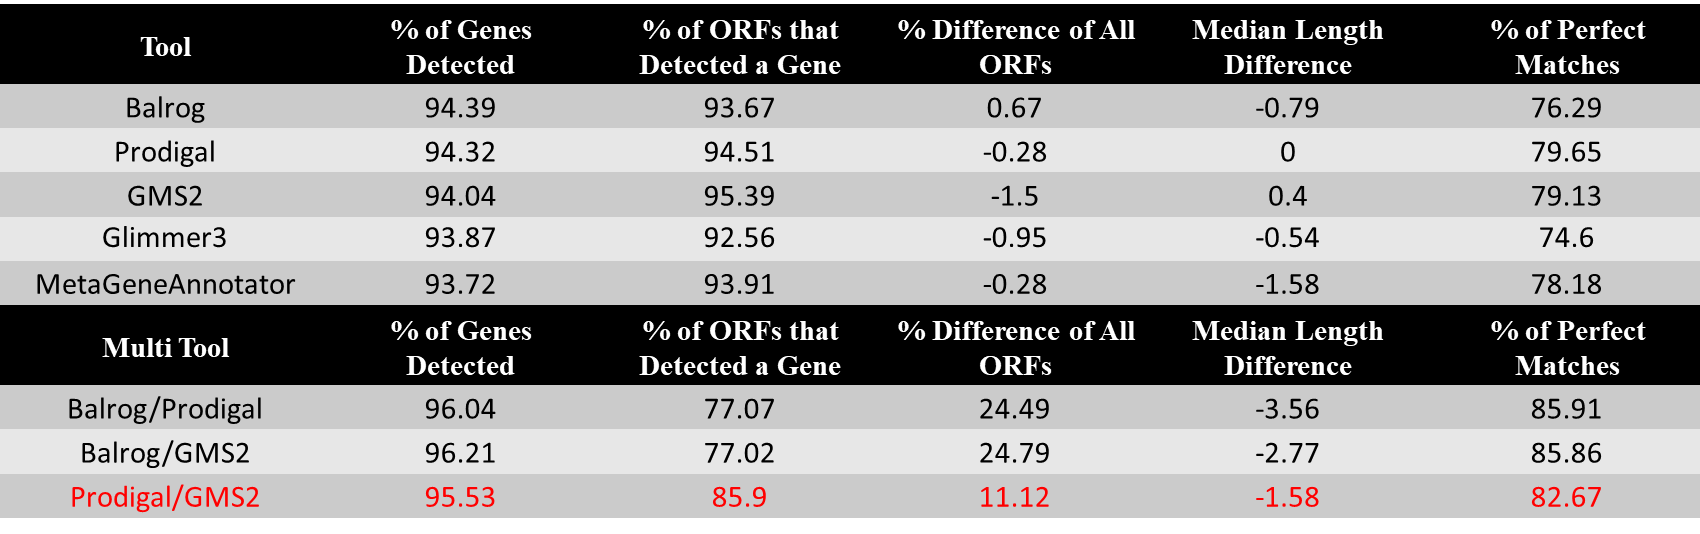 Tool % of Genes Detected % of ORFs that Detected a Gene % Difference of All ORFs Median Length Difference % of Perfect Matches
Balrog 94.39 93.67 0.67 -0.79 76.29
Prodigal 94.32 94.51 -0.28 0 79.65
GMS2 94.04 95.39 -1.5 0.4 79.13
Glimmer3 93.87 92.56 -0.95 -0.54 74.6
MetaGeneAnnotator 93.72 93.91 -0.28 -1.58 78.18
Multi Tool % of Genes Detected % of ORFs that Detected a Gene % Difference of All ORFs Median Length Difference % of Perfect Matches
Balrog/Prodigal 96.04 77.07 24.49 -3.56 85.91
Balrog/GMS2 96.21 77.02 24.79 -2.77 85.86
Prodigal/GMS2 95.53 85.9 11.12 -1.58 82.67